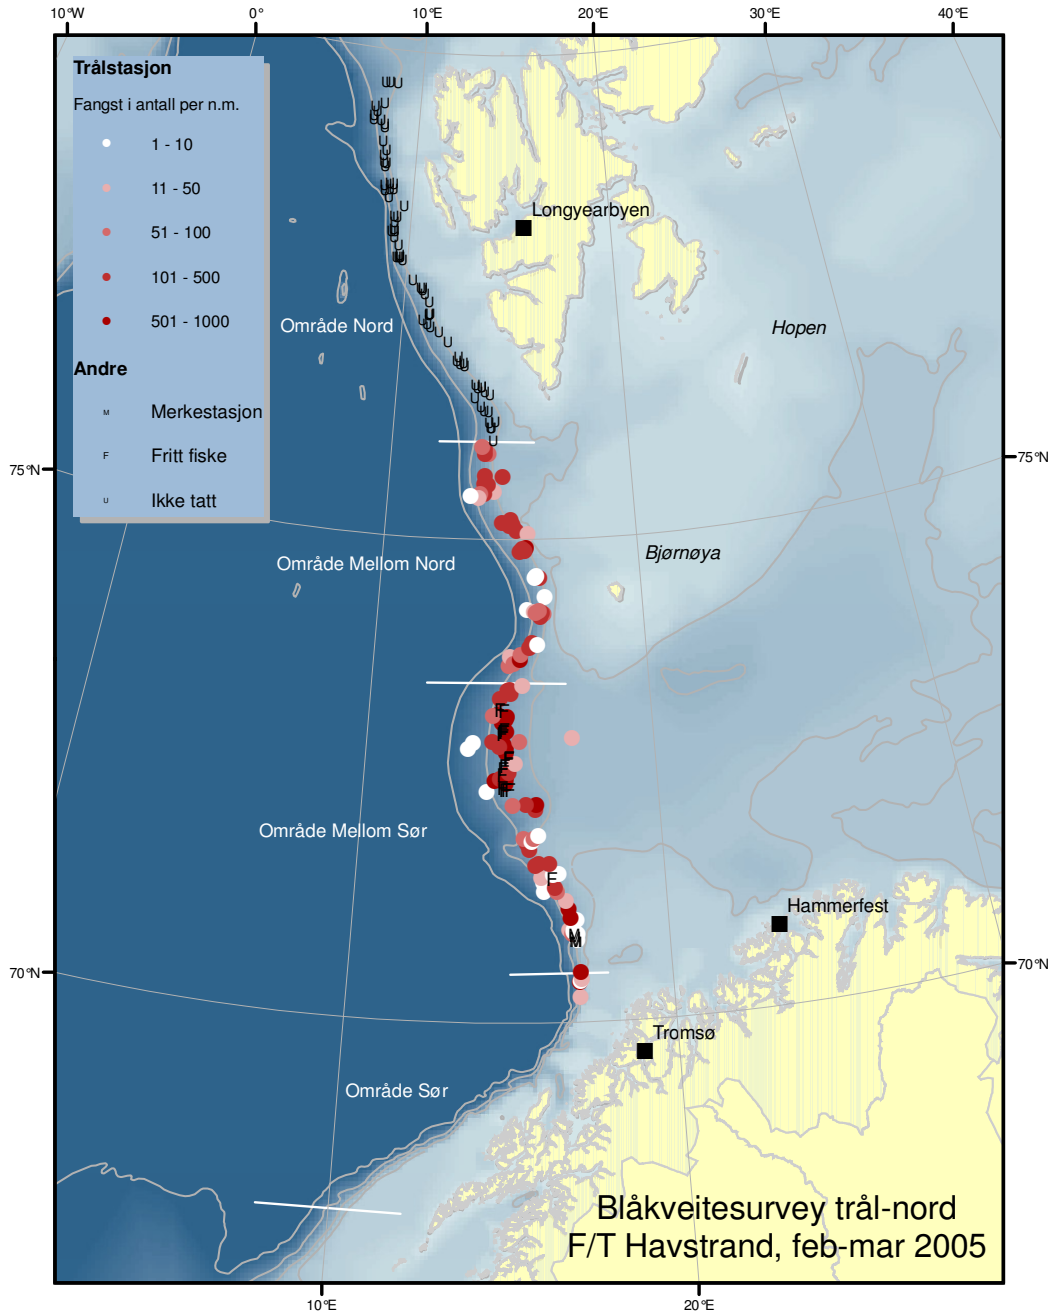 10°W 0° 10°E 20°E 30°E 40°E
Trålstasjon
Fangst i antall per n.m.
1 - 10
11 - 50
51 - 100
101 - 500
501 - 1000
Andre
M Merkestasjon
F Fritt fiske
U Ikke tatt
Longyearbyen
Område Nord
Hopen
75°N 75°N
Område Mellom Nord
Bjørnøya
Område Mellom Sør
Hammerfest
70°N 70°N
Tromsø
Område Sør
Blåkveitesurvey trål-nord
F/T Havstrand, feb-mar 2005
10°E 20°E